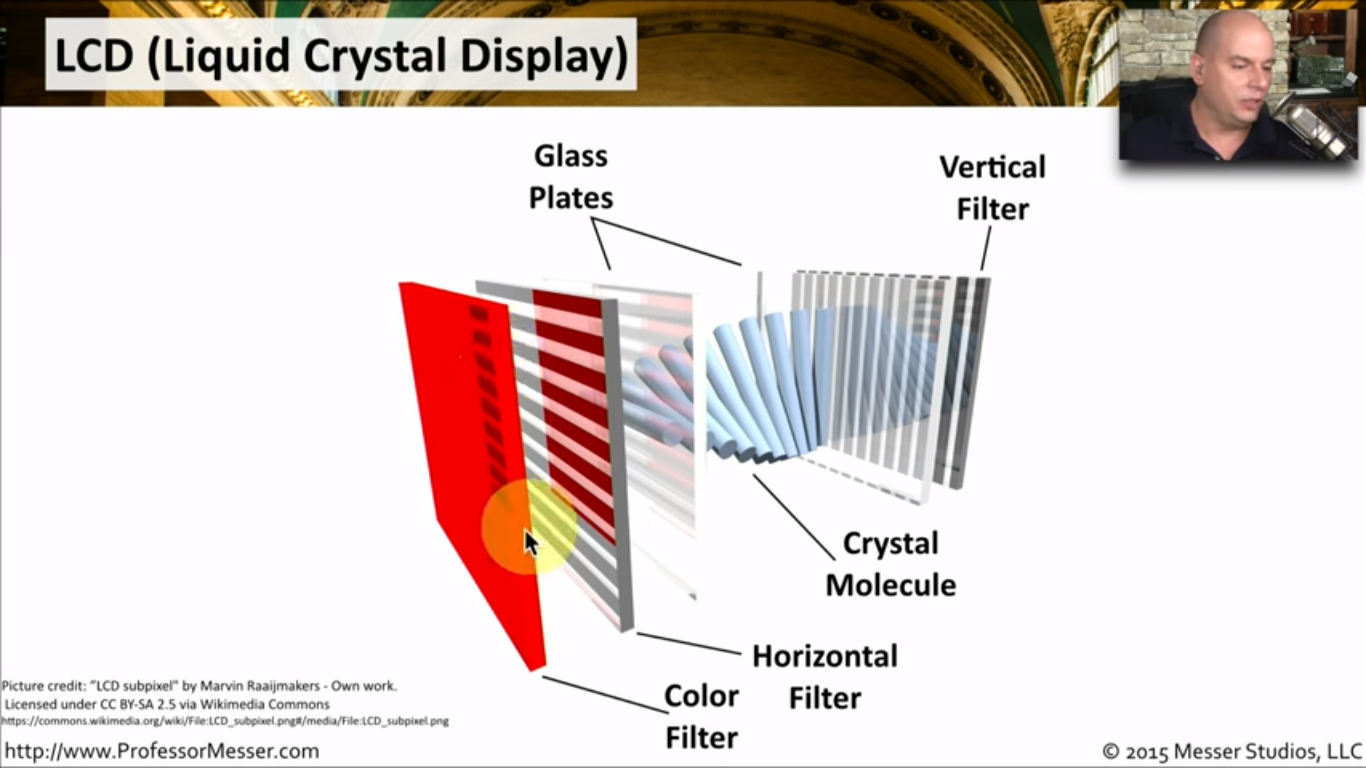 LCD (Liquid Crystal Display)
Glass
Plates
Vertical
Filter
Crystal
Molecule
Horizontal
Filter
Color
Filter
Picture credit: "LCD subpixel" by Marvin Raaijmakers - Own work.
Licensed under CC BY-SA 2.5 via Wikimedia Commons
https://commons.wikimedia.org/wiki/File:LCD_subpixel.png#/media/File:LCD_subpixel.png
http://www.ProfessorMesser.com
© 2015 Messer Studios, LLC